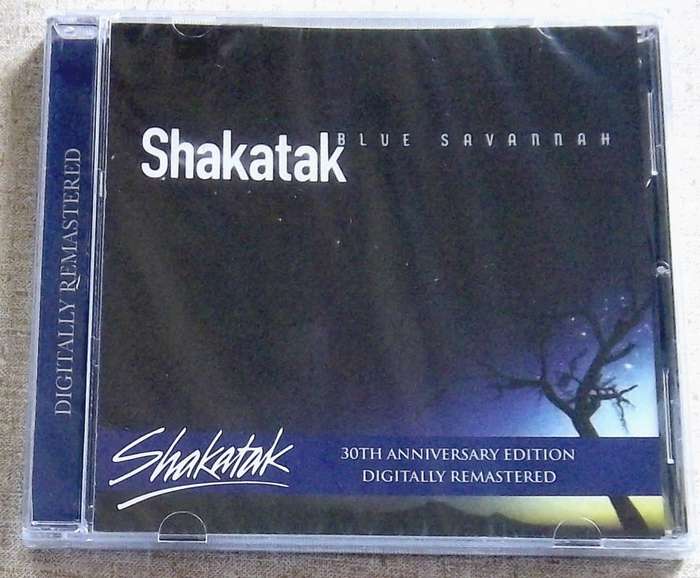 DIGITALLY REMASTERED
Shakatak
BLUE SAVANNAH
Shakatak
30TH ANNIVERSARY EDITION
DIGITALLY REMASTERED